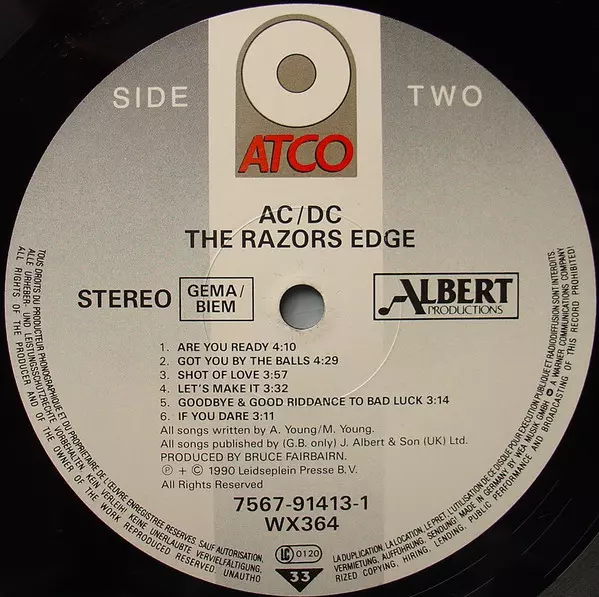 SIDE TWO
ATCO
AC/DC
THE RAZORS EDGE
STEREO
GEMA/
BIEM
ALBERT
PRODUCTIONS
1. ARE YOU READY 4:10
2. GOT YOU BY THE BALLS 4:29
3. SHOT OF LOVE 3:57
4. LET'S MAKE IT 3:32
5. GOODBYE & GOOD RIDDANCE TO BAD LUCK 3:14
6. IF YOU DARE 3:11
All songs written by A. Young/M. Young.
All songs published by (G.B. only) J. Albert & Son (UK) Ltd.
PRODUCED BY BRUCE FAIRBAIRN.
℗ + © 1990 Leidseplein Presse B.V.
All Rights Reserved
7567-91413-1
WX364
LC 0120
33
TOUS DROITS DU PRODUCTEUR PHONOGRAPHIQUE ET DU PROPRIETAIRE DE L'ŒUVRE ENREGISTREE RESERVES SAUF AUTORISATION, LA DUPLICATION, LA LOCATION, LE PRET, L'UTILISATION DE CE DISQUE POUR EXECUTION PUBLIQUE ET RADIODIFFUSION SONT INTERDITS
ALLE URHEBER- UND LEISTUNGSSCHUTZRECHTE VORBEHALTEN. KEIN VERLEIH! KEINE UNERLAUBTE VERVIELFÄLTIGUNG, VERMIETUNG, AUFFÜHRUNG, SENDUNG! MADE IN GERMANY BY WEA MUSIK GMBH A WARNER COMMUNICATIONS COMPANY
ALL RIGHTS OF THE PRODUCER AND OF THE OWNER OF THE WORK REPRODUCED RESERVED. UNAUTHORIZED COPYING, HIRING, LENDING, PUBLIC PERFORMANCE AND BROADCASTING OF THIS RECORD PROHIBITED!